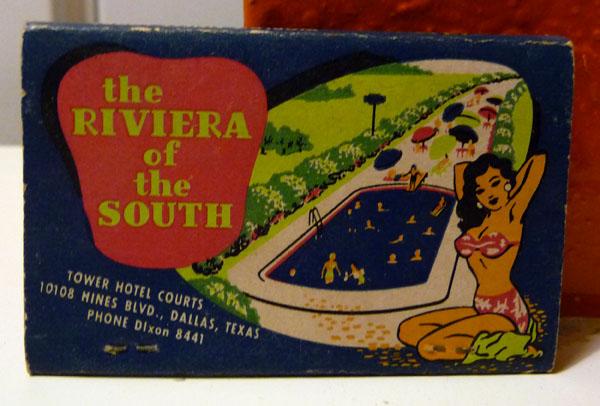 the
RIVIERA
of
the
SOUTH
TOWER HOTEL COURTS
10108 HINES BLVD., DALLAS, TEXAS
PHONE DIxon 8441